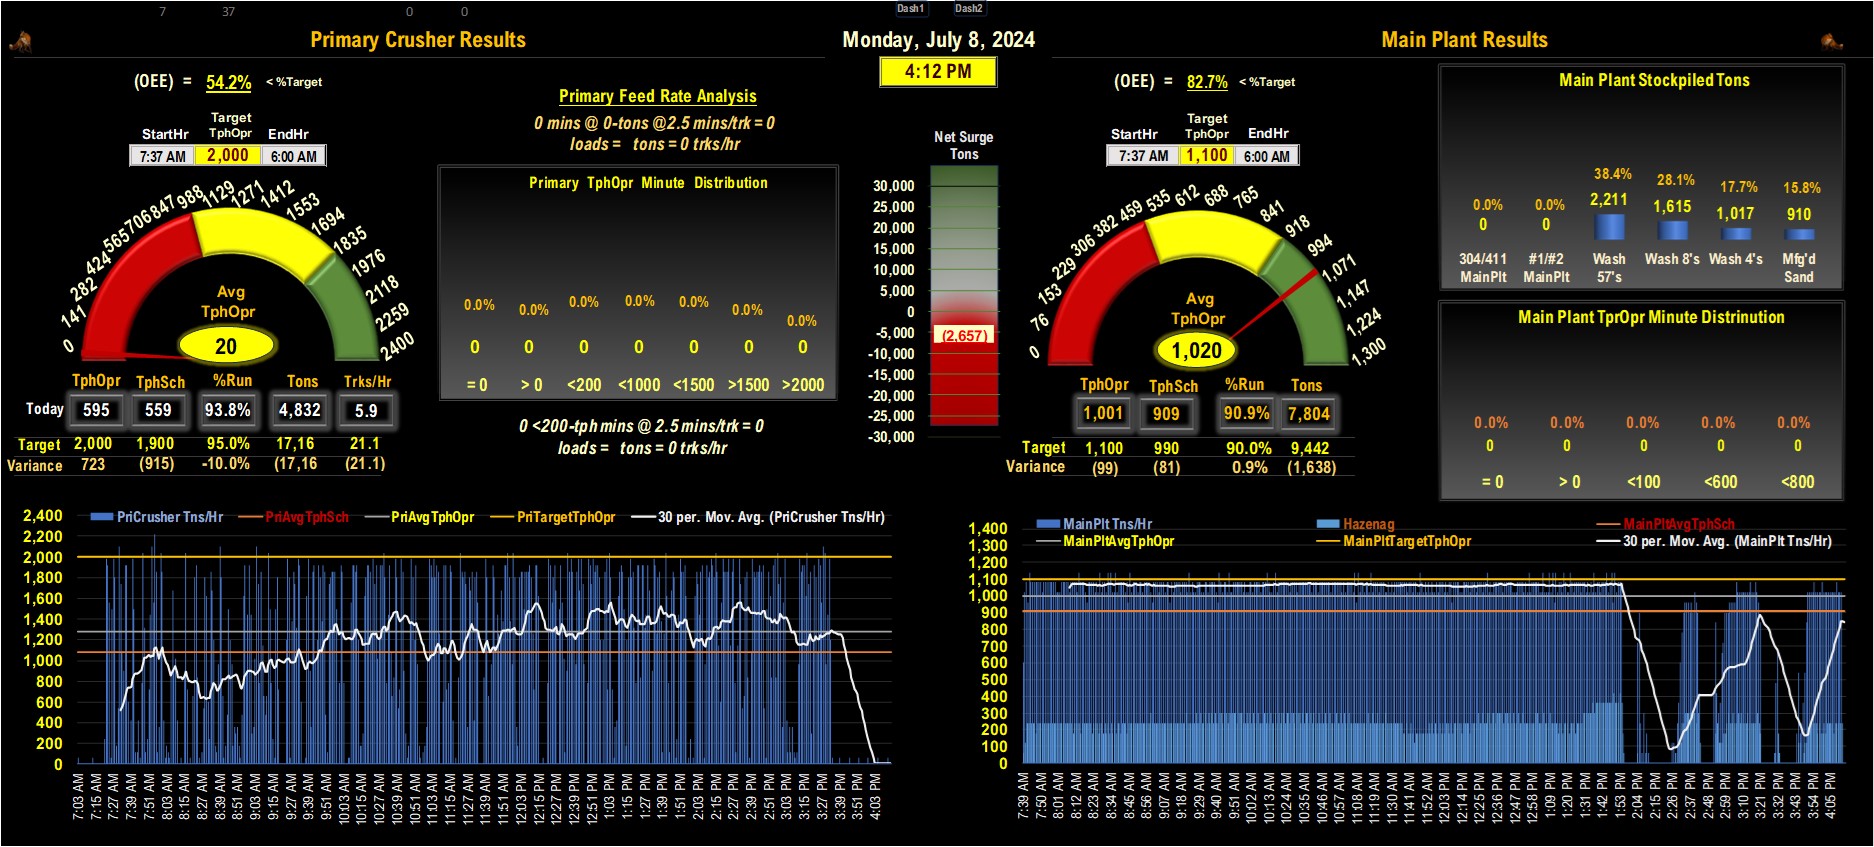 7 37 0 0 Dash1 Dash2
Primary Crusher Results
Monday, July 8, 2024
4:12 PM
Main Plant Results
(OEE) = 54.2% < %Target
Target
StartHr TphOpr EndHr
7:37 AM 2,000 6:00 AM
0 141 282 424 565 706 847 988 1129 1271 1412 1553 1694 1835 1976 2118 2259 2400
Avg
TphOpr
20
TphOpr TphSch %Run Tons Trks/Hr
Today 595 559 93.8% 4,832 5.9
Target 2,000 1,900 95.0% 17,16 21.1
Variance 723 (915) -10.0% (17,16 (21.1)
Primary Feed Rate Analysis
0 mins @ 0-tons @2.5 mins/trk = 0
loads = tons = 0 trks/hr
Primary TphOpr Minute Distribution
0.0% 0.0% 0.0% 0.0% 0.0% 0.0% 0.0%
0 0 0 0 0 0 0
= 0 > 0 <200 <1000 <1500 >1500 >2000
0 <200-tph mins @ 2.5 mins/trk = 0
loads = tons = 0 trks/hr
Net Surge
Tons
30,000
25,000
20,000
15,000
10,000
5,000
0
-5,000
(2,657)
-10,000
-15,000
-20,000
-25,000
-30,000
(OEE) = 82.7% < %Target
Target
StartHr TphOpr EndHr
7:37 AM 1,100 6:00 AM
0 76 153 229 306 382 459 535 612 688 765 841 918 994 1,071 1,147 1,224 1,300
Avg
TphOpr
1,020
TphOpr TphSch %Run Tons
1,001 909 90.9% 7,804
Target 1,100 990 90.0% 9,442
Variance (99) (81) 0.9% (1,638)
Main Plant Stockpiled Tons
0.0% 0.0% 38.4% 28.1% 17.7% 15.8%
0 0 2,211 1,615 1,017 910
304/411 #1/#2 Wash Wash 8's Wash 4's Mfg'd
MainPlt MainPlt 57's Sand
Main Plant TprOpr Minute Distrinution
0.0% 0.0% 0.0% 0.0% 0.0%
0 0 0 0 0
= 0 > 0 <100 <600 <800
PriCrusher Tns/Hr PriAvgTphSch PriAvgTphOpr PriTargetTphOpr 30 per. Mov. Avg. (PriCrusher Tns/Hr)
2,400
2,200
2,000
1,800
1,600
1,400
1,200
1,000
800
600
400
200
0
7:03 AM 7:15 AM 7:27 AM 7:39 AM 7:51 AM 8:03 AM 8:15 AM 8:27 AM 8:39 AM 8:51 AM 9:03 AM 9:15 AM 9:27 AM 9:39 AM 9:51 AM 10:03 AM 10:15 AM 10:27 AM 10:39 AM 10:51 AM 11:03 AM 11:15 AM 11:27 AM 11:39 AM 11:51 AM 12:03 PM 12:15 PM 12:27 PM 12:39 PM 12:51 PM 1:03 PM 1:15 PM 1:27 PM 1:39 PM 1:51 PM 2:03 PM 2:15 PM 2:27 PM 2:39 PM 2:51 PM 3:03 PM 3:15 PM 3:27 PM 3:39 PM 3:51 PM 4:03 PM
MainPlt Tns/Hr Hazenag MainPltAvgTphSch
MainPltAvgTphOpr MainPltTargetTphOpr 30 per. Mov. Avg. (MainPlt Tns/Hr)
1,400
1,300
1,200
1,100
1,000
900
800
700
600
500
400
300
200
100
0
7:39 AM 7:50 AM 8:01 AM 8:12 AM 8:23 AM 8:34 AM 8:45 AM 8:56 AM 9:07 AM 9:18 AM 9:29 AM 9:40 AM 9:51 AM 10:02 AM 10:13 AM 10:24 AM 10:35 AM 10:46 AM 10:57 AM 11:08 AM 11:19 AM 11:30 AM 11:41 AM 11:52 AM 12:03 PM 12:14 PM 12:25 PM 12:36 PM 12:47 PM 12:58 PM 1:09 PM 1:20 PM 1:31 PM 1:42 PM 1:53 PM 2:04 PM 2:15 PM 2:26 PM 2:37 PM 2:48 PM 2:59 PM 3:10 PM 3:21 PM 3:32 PM 3:43 PM 3:54 PM 4:05 PM